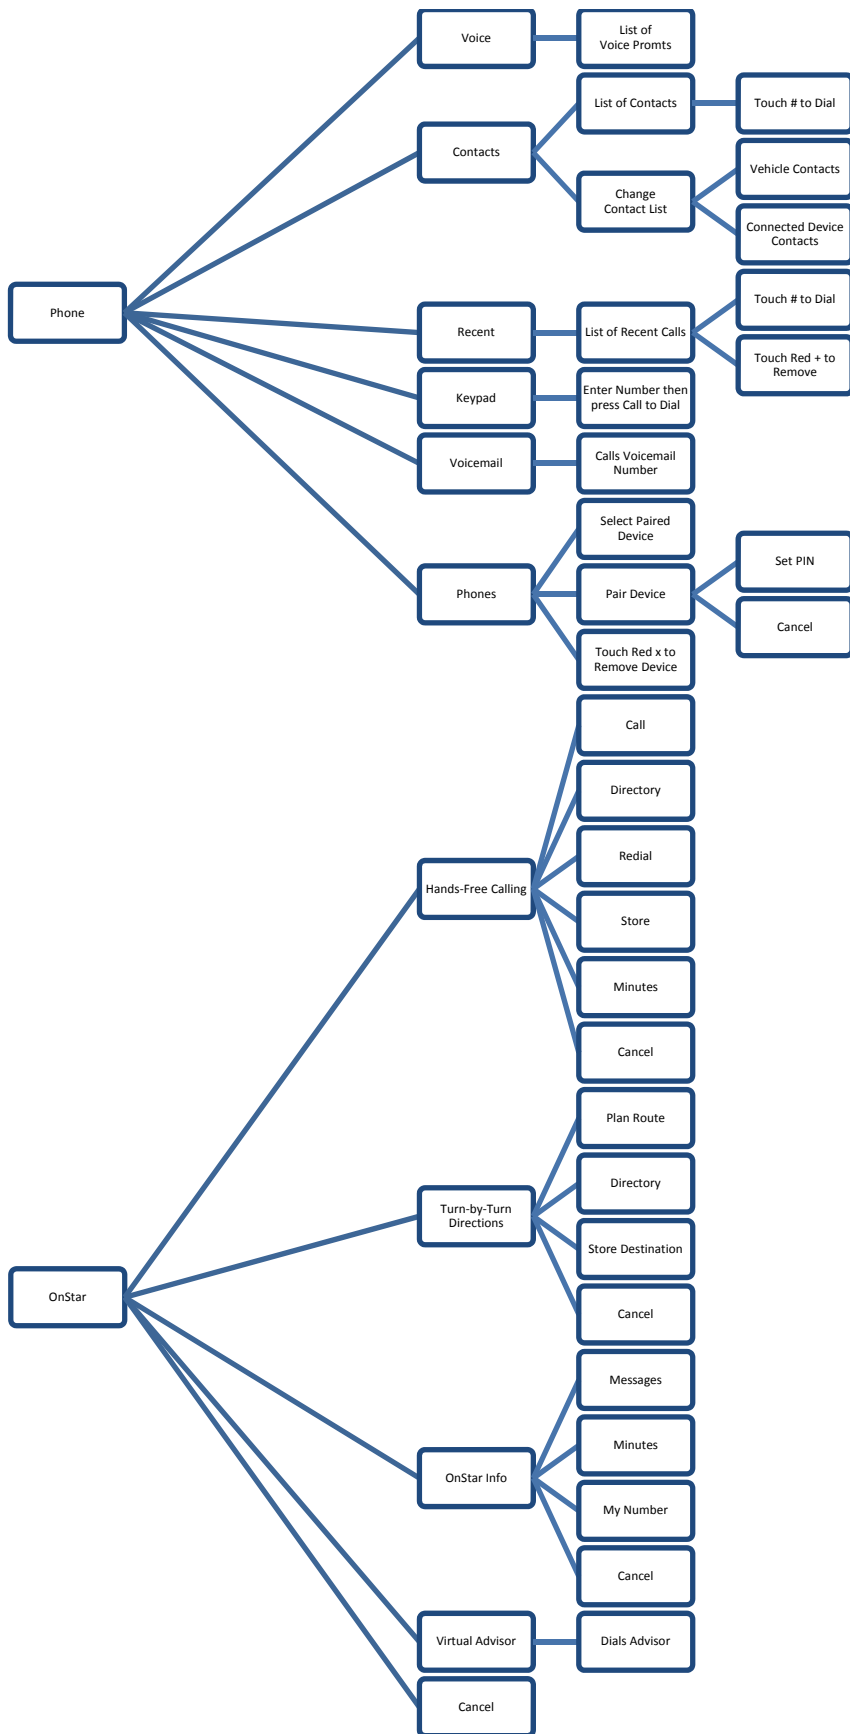 Voice
List of
Voice Promts
List of Contacts
Touch # to Dial
Contacts
Vehicle Contacts
Change
Contact List
Connected Device
Contacts
Phone
Touch # to Dial
Recent
List of Recent Calls
Touch Red + to
Remove
Keypad
Enter Number then
press Call to Dial
Voicemail
Calls Voicemail
Number
Select Paired
Device
Set PIN
Phones
Pair Device
Cancel
Touch Red x to
Remove Device
Call
Directory
Redial
Hands-Free Calling
Store
Minutes
Cancel
Plan Route
Directory
Turn-by-Turn
Directions
Store Destination
OnStar
Cancel
Messages
Minutes
OnStar Info
My Number
Cancel
Virtual Advisor
Dials Advisor
Cancel